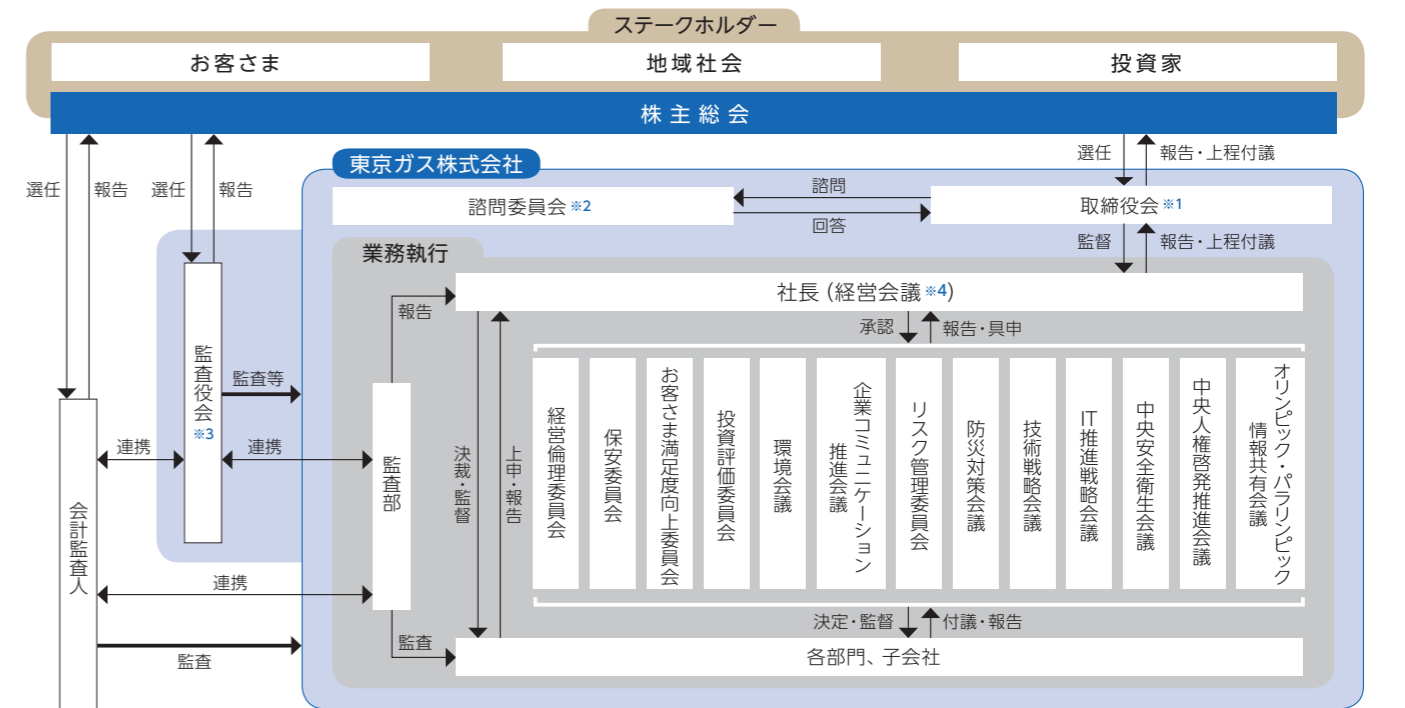 ステークホルダー
お客さま
地域社会
投資家
株主総会
選任
報告
選任
報告
選任
報告・上程付議
東京ガス株式会社
諮問委員会※2
諮問
回答
取締役会※1
監督
報告・上程付議
業務執行
社長(経営会議※4)
報告
承認
報告・具申
監査役会
※3
監査等
連携
連携
監査部
決裁・監督
上申・報告
経営倫理委員会
保安委員会
お客さま満足度向上委員会
投資評価委員会
環境会議
企業コミュニケーション
推進会議
リスク管理委員会
防災対策会議
技術戦略会議
IT推進戦略会議
中央安全衛生会議
中央人権啓発推進会議
オリンピック・パラリンピック
情報共有会議
会計監査人
連携
監査
監査
決定・監督
付議・報告
各部門、子会社